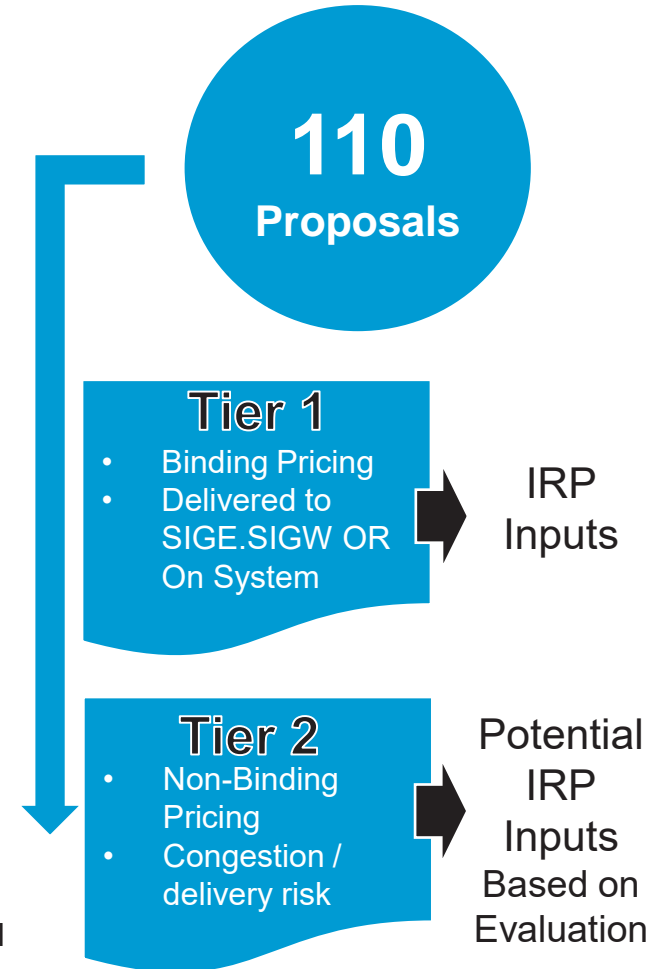 110
Proposals
Tier 1
• Binding Pricing
• Delivered to
SIGE.SIGW OR
On System
IRP
Inputs
Tier 2
• Non-Binding
Pricing
• Congestion /
delivery risk
Potential
IRP
Inputs
Based on
Evaluation